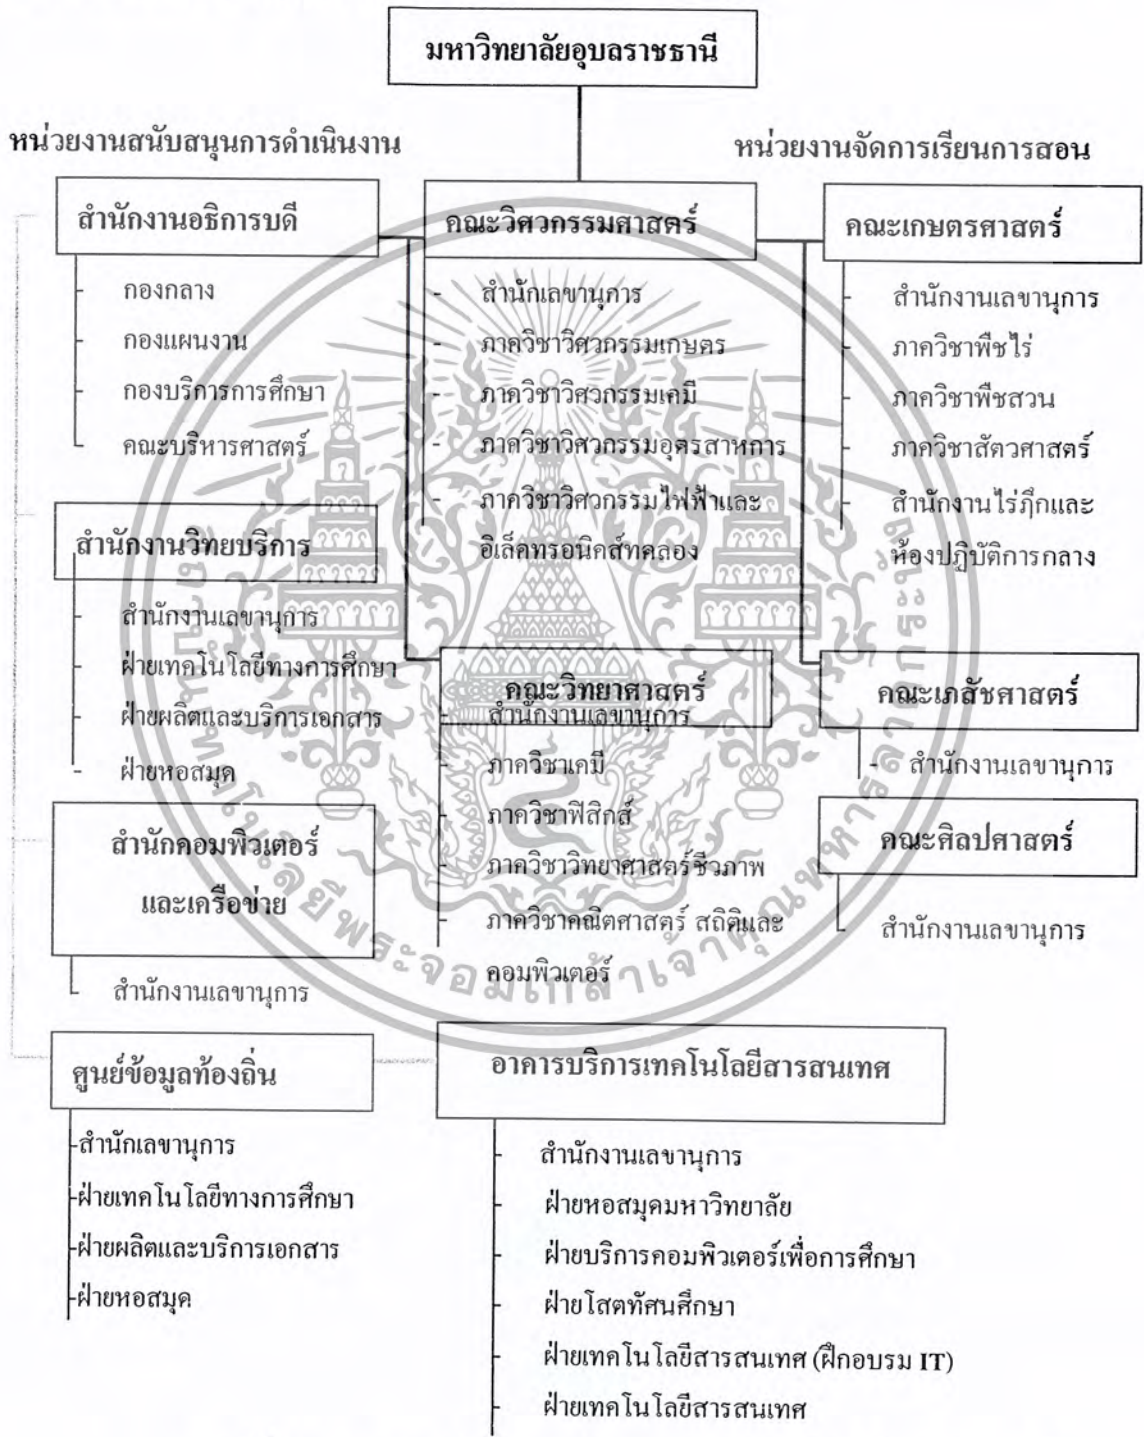 มหาวิทยาลัยอุบลราชธานี
หน่วยงานสนับสนุนการดำเนินงาน
หน่วยงานจัดการเรียนการสอน
สำนักงานอธิการบดี
กองกลาง
กองแผนงาน
กองบริการการศึกษา
คณะบริหารศาสตร์
สำนักงานวิทยบริการ
สำนักงานเลขานุการ
ฝ่ายเทคโนโลยีทางการศึกษา
ฝ่ายผลิตและบริการเอกสาร
ฝ่ายหอสมุด
สำนักคอมพิวเตอร์
และเครือข่าย
สำนักงานเลขานุการ
ศูนย์ข้อมูลท้องถิ่น
-สำนักเลขานุการ
-ฝ่ายเทคโนโลยีทางการศึกษา
-ฝ่ายผลิตและบริการเอกสาร
-ฝ่ายหอสมุด
คณะวิศวกรรมศาสตร์
- สำนักเลขานุการ
- ภาควิชาวิศวกรรมเกษตร
- ภาควิชาวิศวกรรมเคมี
- ภาควิชาวิศวกรรมอุตรสาหการ
- ภาควิชาวิศวกรรมไฟฟ้าและ
อิเล็คทรอนิคส์ทคลอง
คณะวิทยาศาสตร์
- สำนักงานเลขานุการ
- ภาควิชาเคมี
- ภาควิชาฟิสิกส์
- ภาควิชาวิทยาศาสตร์ชีวภาพ
- ภาควิชาคณิตศาสตร์ สถิติและ
คอมพิวเตอร์
อาคารบริการเทคโนโลยีสารสนเทศ
- สำนักงานเลขานุการ
- ฝ่ายหอสมุดมหาวิทยาลัย
- ฝ่ายบริการคอมพิวเตอร์เพื่อการศึกษา
- ฝ่ายโสตทัศนศึกษา
- ฝ่ายเทคโนโลยีสารสนเทศ (ฝึกอบรม IT)
- ฝ่ายเทคโนโลยีสารสนเทศ
คณะเกษตรศาสตร์
- สำนักงานเลขานุการ
- ภาควิชาพืชไร่
- ภาควิชาพืชสวน
- ภาควิชาสัตวศาสตร์
- สำนักงานไร่ฦึกและ
ห้องปฏิบัติการกลาง
คณะเภสัชศาสตร์
- สำนักงานเลขานุการ
คณะศิลปศาสตร์
สำนักงานเลขานุการ
สถาบันเทคโนโลยีพระจอมเกล้าเจ้าคุณทหารลาดกระบัง